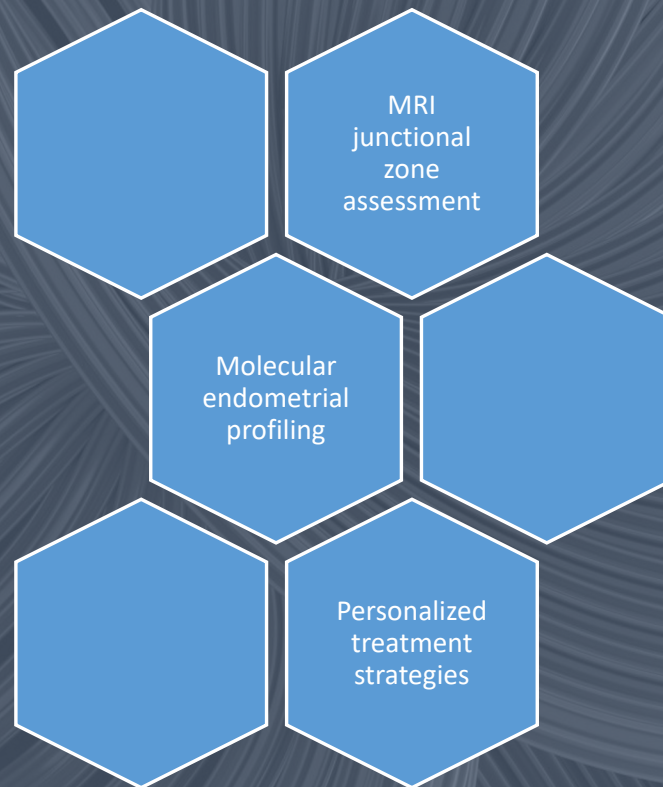 MRI
junctional
zone
assessment
Molecular
endometrial
profiling
Personalized
treatment
strategies